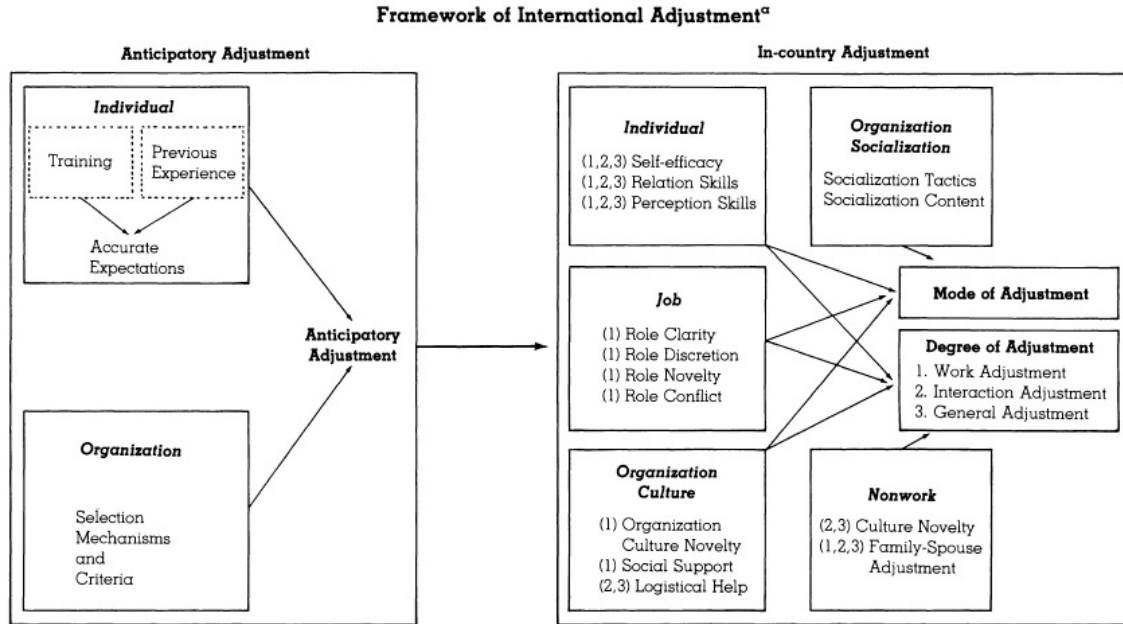 Framework of International Adjustmentᵃ
Anticipatory Adjustment
Individual
Training
Previous
Experience
Accurate
Expectations
Organization
Selection
Mechanisms
and
Criteria
Anticipatory
Adjustment
In-country Adjustment
Individual
(1,2,3) Self-efficacy
(1,2,3) Relation Skills
(1,2,3) Perception Skills
Organization
Socialization
Socialization Tactics
Socialization Content
Job
(1) Role Clarity
(1) Role Discretion
(1) Role Novelty
(1) Role Conflict
Mode of Adjustment
Degree of Adjustment
1. Work Adjustment
2. Interaction Adjustment
3. General Adjustment
Organization
Culture
(1) Organization
Culture Novelty
(1) Social Support
(2,3) Logistical Help
Nonwork
(2,3) Culture Novelty
(1,2,3) Family-Spouse
Adjustment